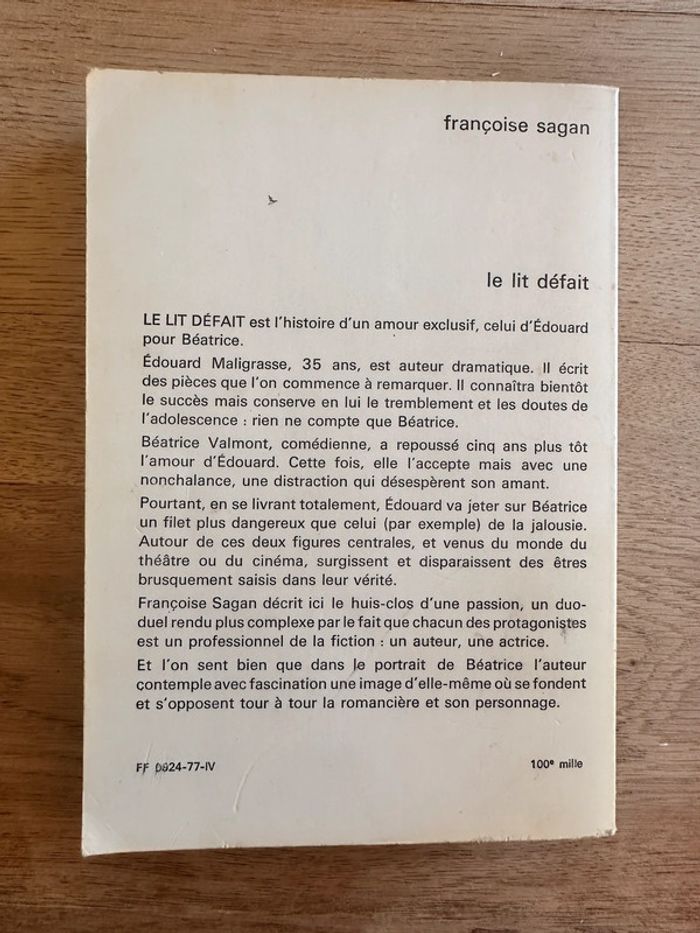 françoise sagan
le lit défait
LE LIT DÉFAIT est l'histoire d'un amour exclusif, celui d'Édouard
pour Béatrice.
Édouard Maligrasse, 35 ans, est auteur dramatique. Il écrit
des pièces que l'on commence à remarquer. Il connaîtra bientôt
le succès mais conserve en lui le tremblement et les doutes de
l'adolescence : rien ne compte que Béatrice.
Béatrice Valmont, comédienne, a repoussé cinq ans plus tôt
l'amour d'Édouard. Cette fois, elle l'accepte mais avec une
nonchalance, une distraction qui désespèrent son amant.
Pourtant, en se livrant totalement, Édouard va jeter sur Béatrice
un filet plus dangereux que celui (par exemple) de la jalousie.
Autour de ces deux figures centrales, et venus du monde du
théâtre ou du cinéma, surgissent et disparaissent des êtres
brusquement saisis dans leur vérité.
Françoise Sagan décrit ici le huis-clos d'une passion, un duo-
duel rendu plus complexe par le fait que chacun des protagonistes
est un professionnel de la fiction : un auteur, une actrice.
Et l'on sent bien que dans le portrait de Béatrice l'auteur
contemple avec fascination une image d'elle-même où se fondent
et s'opposent tour à tour la romancière et son personnage.
FF 0824-77-IV
100e mille